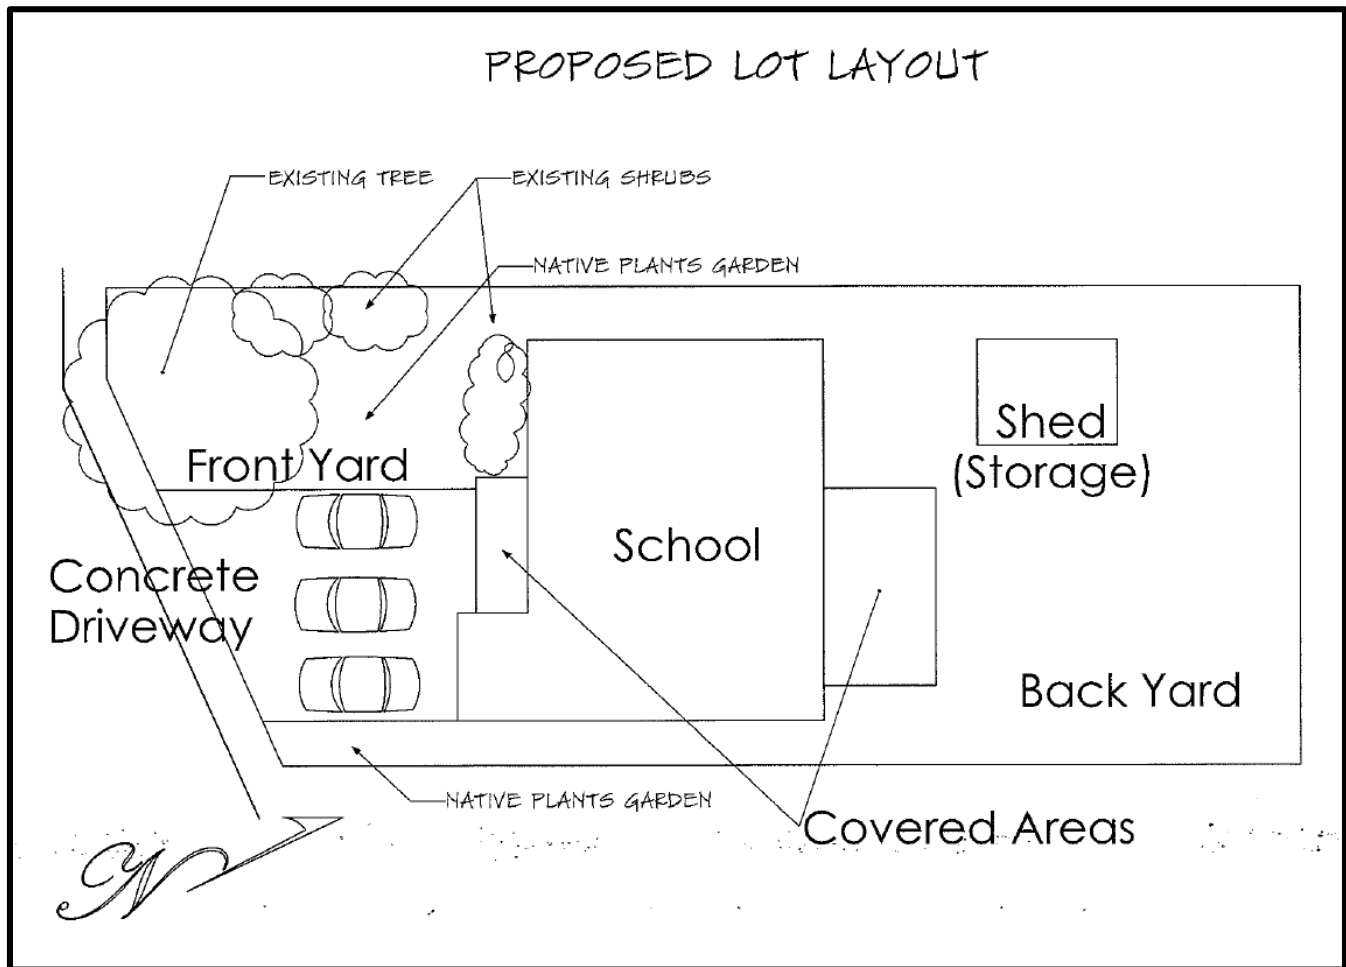 PROPOSED LOT LAYOUT
EXISTING TREE
EXISTING SHRUBS
NATIVE PLANTS GARDEN
Front Yard
Shed
(Storage)
School
Concrete
Driveway
Back Yard
NATIVE PLANTS GARDEN
Covered Areas
N